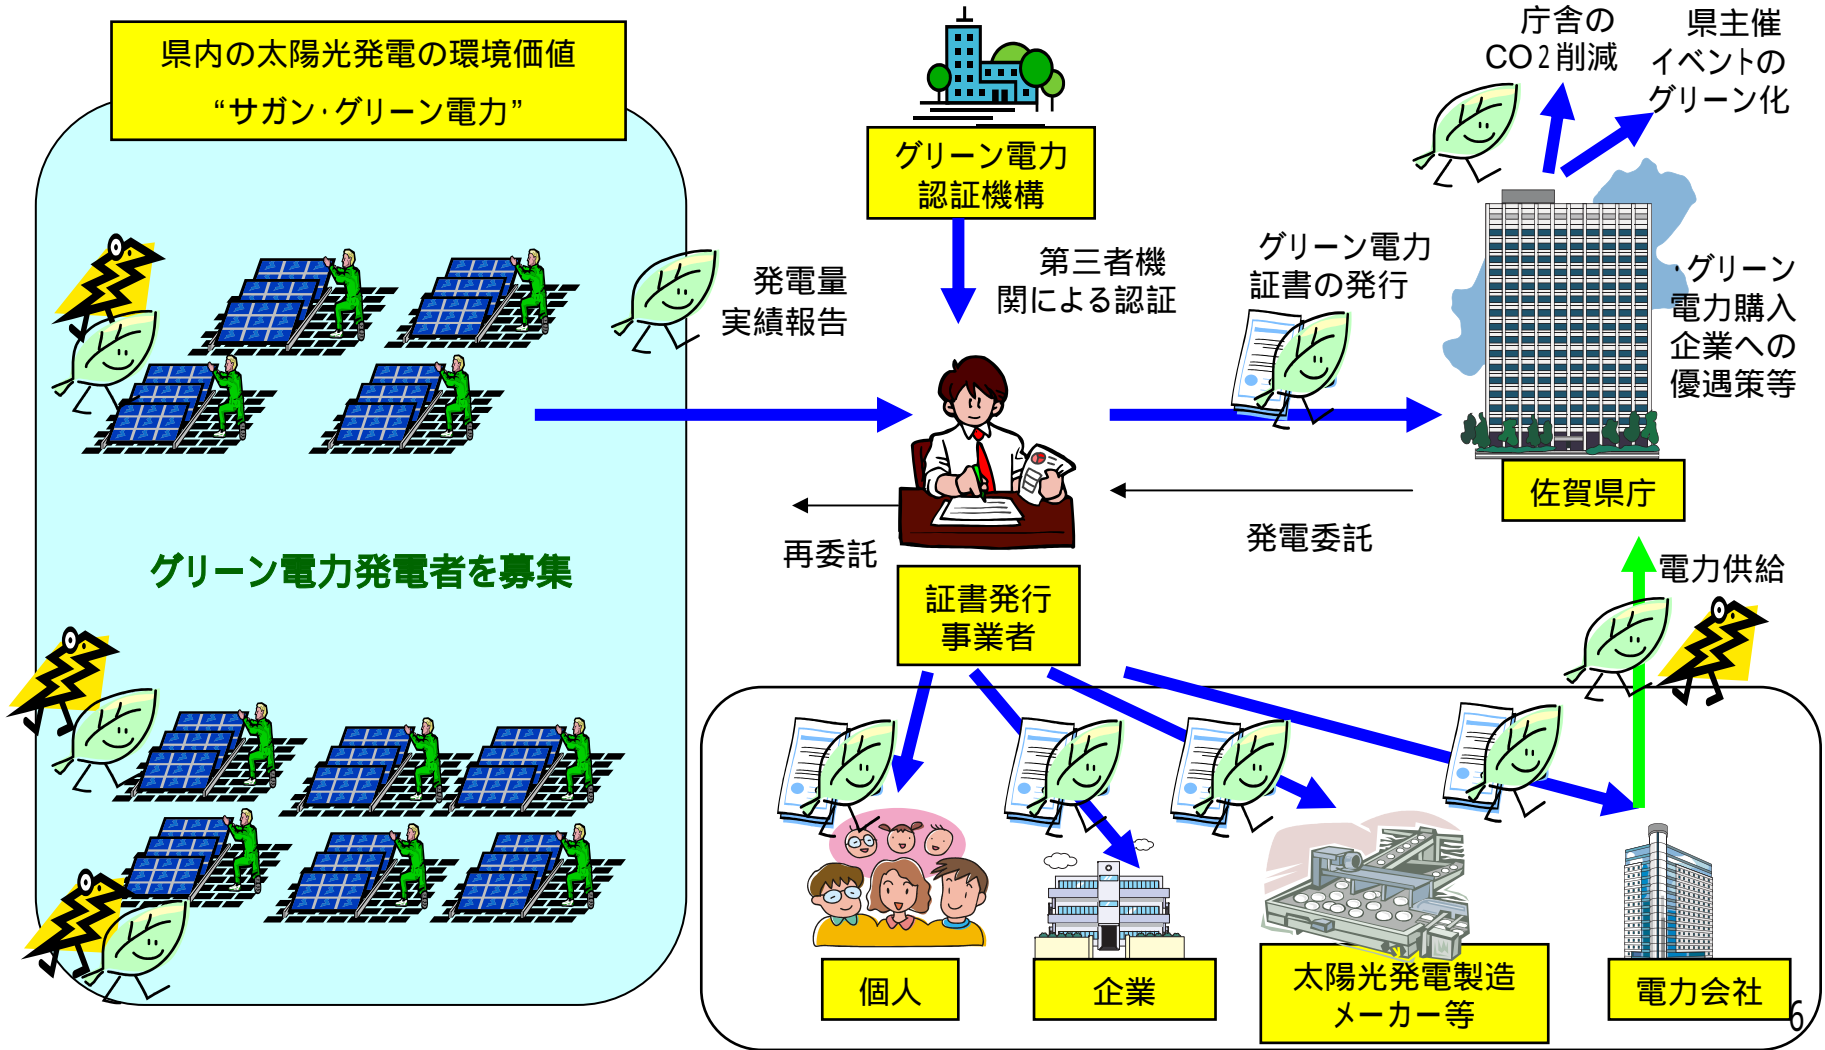 県内の太陽光発電の環境価値
“サガン・グリーン電力”
グリーン電力
認証機構
庁舎の
CO2削減
県主催
イベントの
グリーン化
発電量
実績報告
第三者機
関による認証
グリーン電力
証書の発行
・グリーン
電力購入
企業への
優遇策等
佐賀県庁
再委託
発電委託
グリーン電力発電者を募集
証書発行
事業者
電力供給
個人
企業
太陽光発電製造
メーカー等
電力会社
6